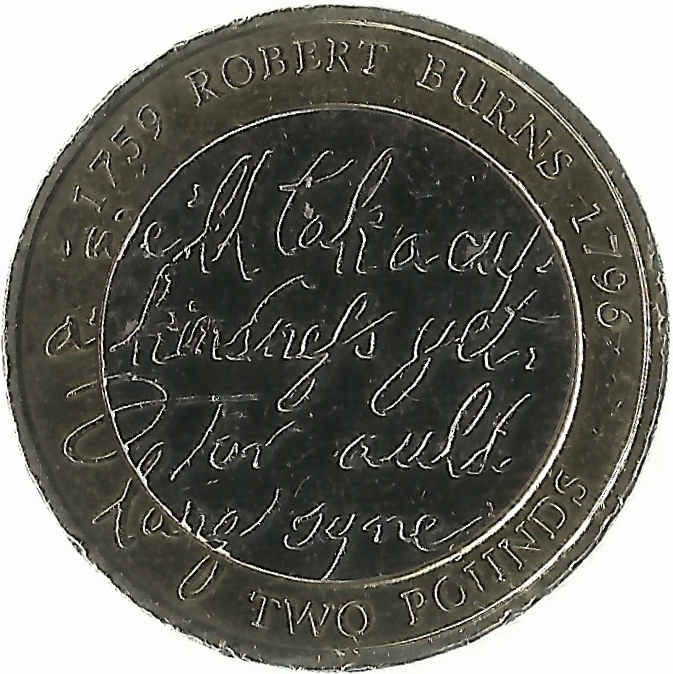 1759 ROBERT BURNS 1796
we'll tak a cup
a' kindness yet,
For auld
lang syne
TWO POUNDS